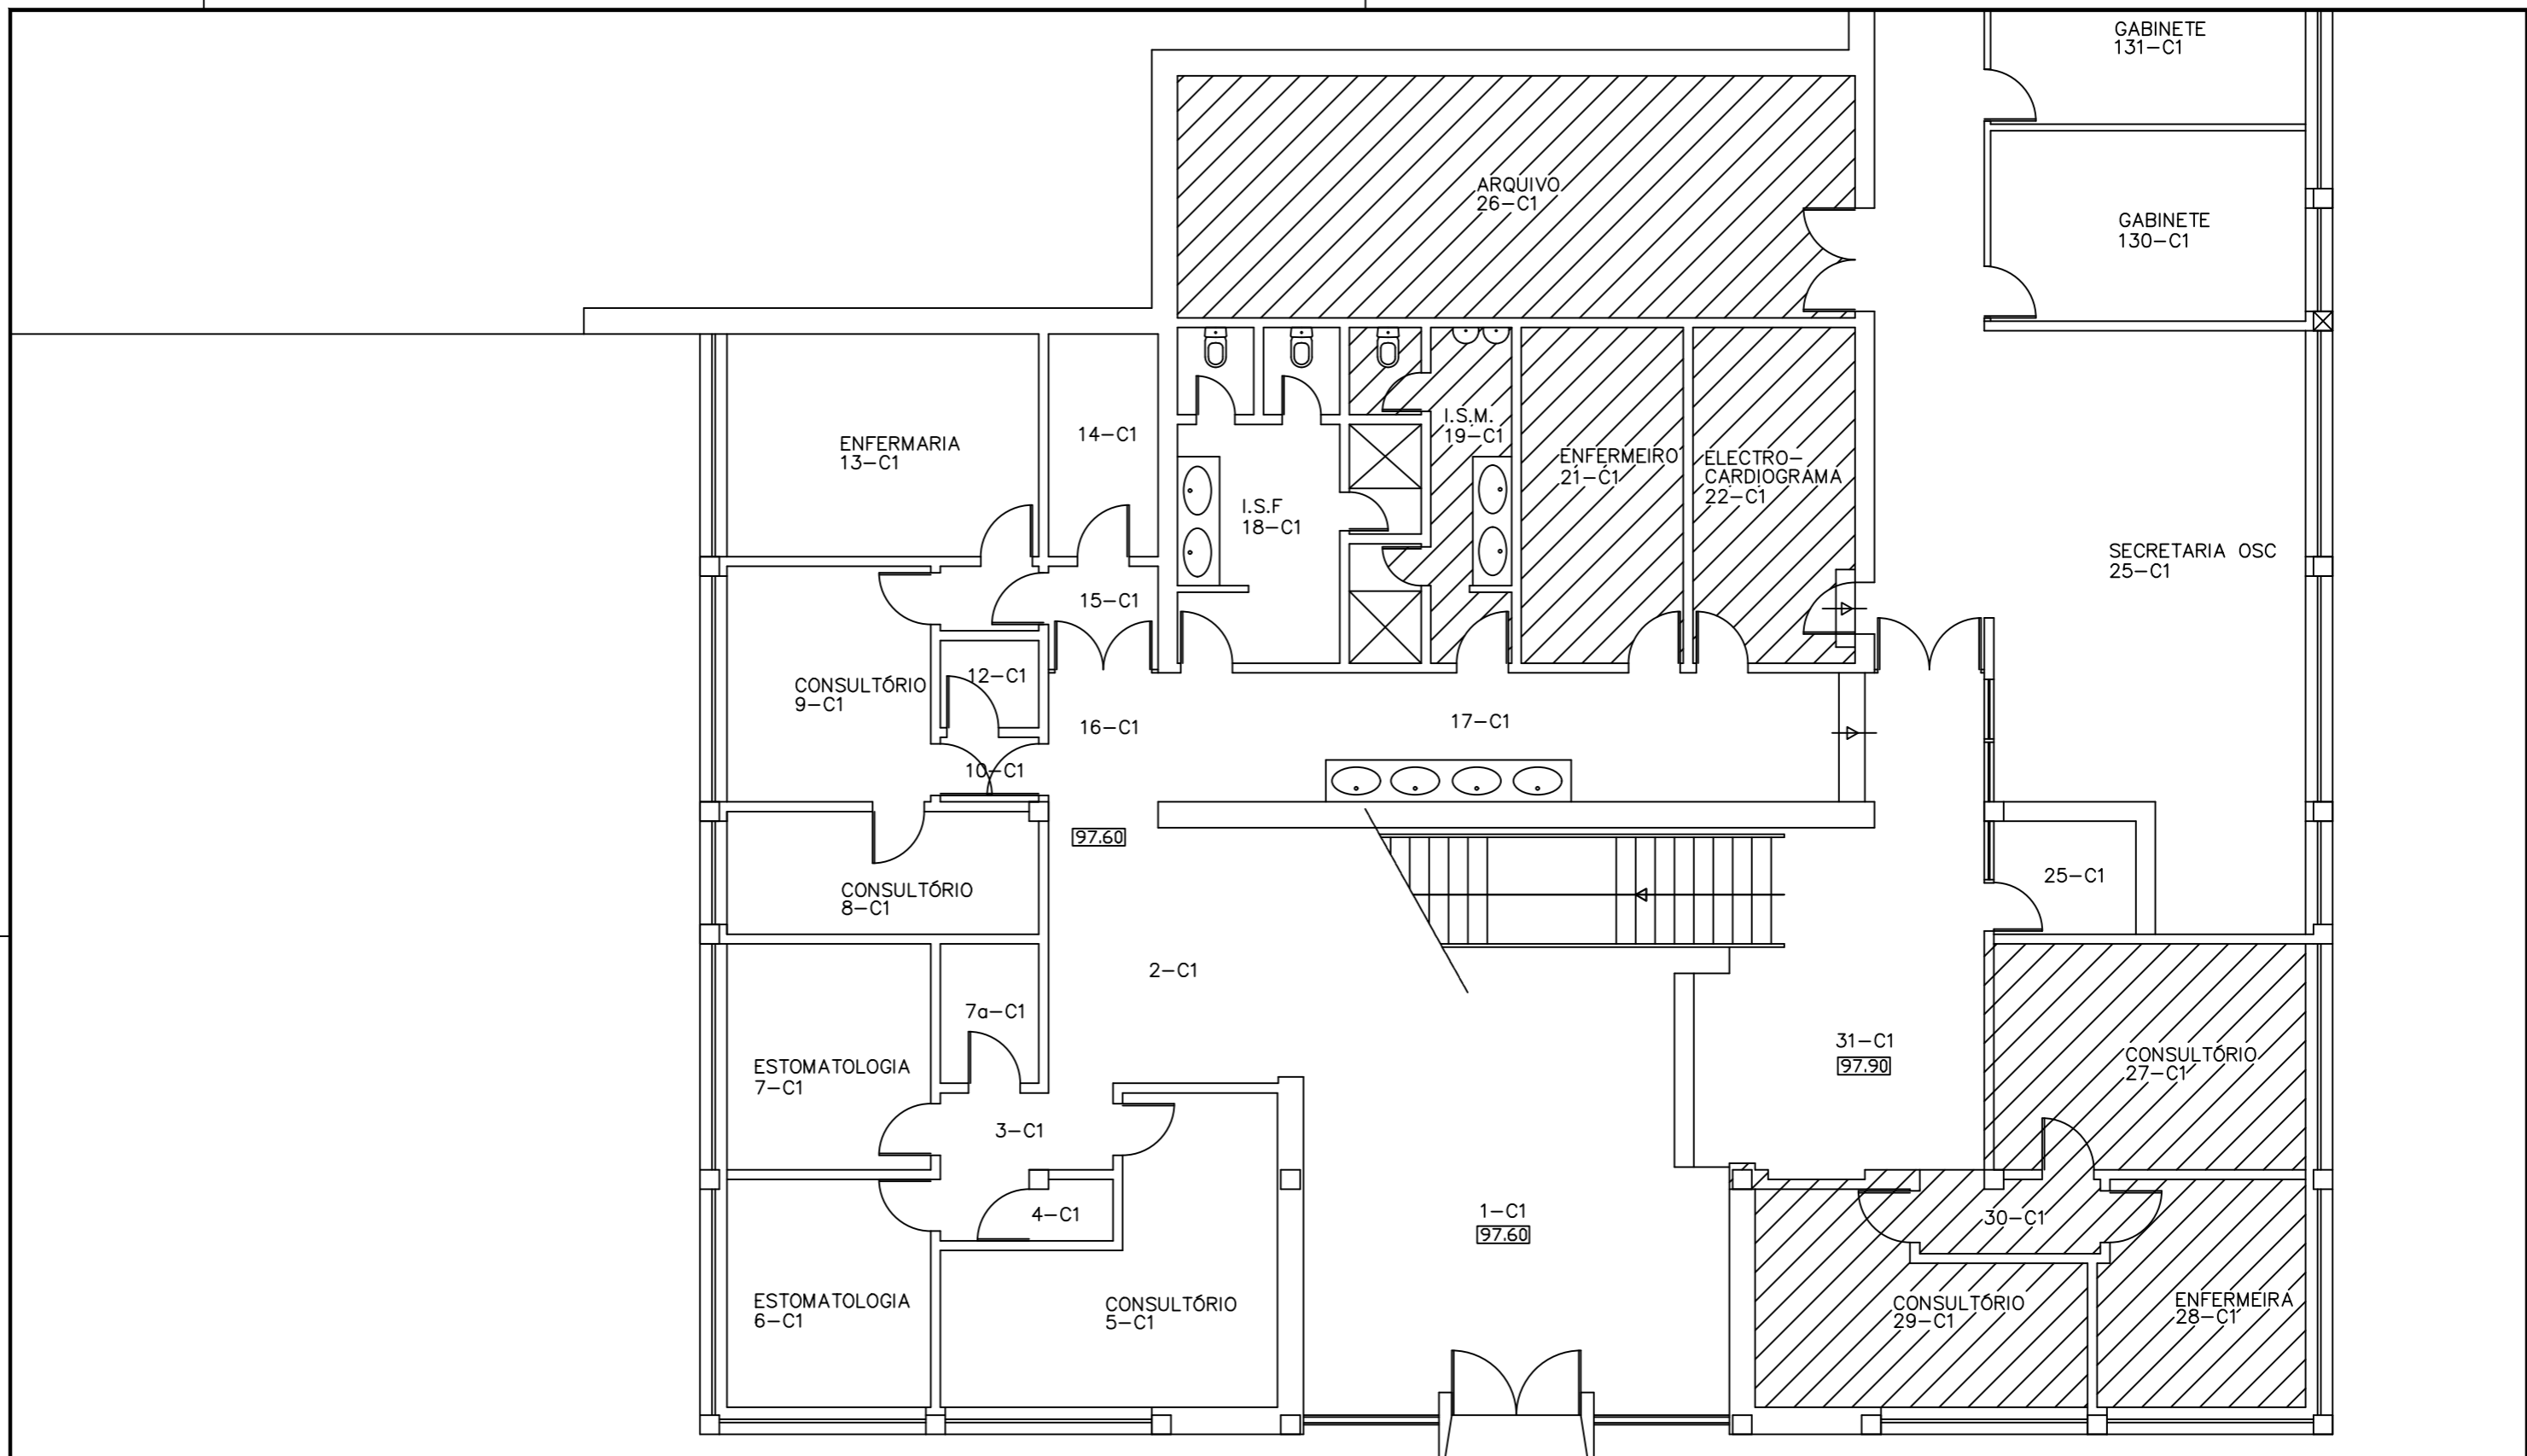 GABINETE
131-C1
ARQUIVO
26-C1
GABINETE
130-C1
ENFERMARIA
13-C1
14-C1
I.S.F
18-C1
I.S.M.
19-C1
ENFERMEIRO
21-C1
ELECTRO-
CARDIOGRAMA
22-C1
SECRETARIA OSC
25-C1
15-C1
CONSULTÓRIO
9-C1
12-C1
16-C1
17-C1
10-C1
97.60
CONSULTÓRIO
8-C1
25-C1
2-C1
7a-C1
ESTOMATOLOGIA
7-C1
31-C1
97.90
CONSULTÓRIO
27-C1
3-C1
4-C1
1-C1
97.60
30-C1
ESTOMATOLOGIA
6-C1
CONSULTÓRIO
5-C1
CONSULTÓRIO
29-C1
ENFERMEIRA
28-C1